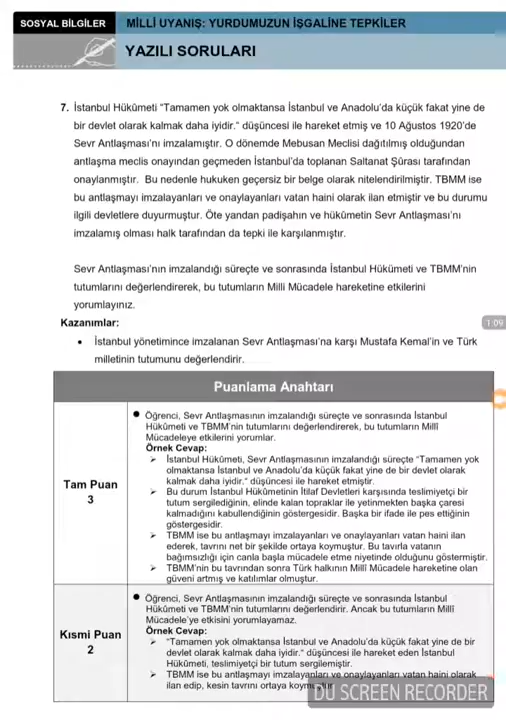 SOSYAL BİLGİLER
MİLLÎ UYANIŞ: YURDUMUZUN İŞGALİNE TEPKİLER
YAZILI SORULARI
7. İstanbul Hükûmeti "Tamamen yok olmaktansa İstanbul ve Anadolu'da küçük fakat yine de
bir devlet olarak kalmak daha iyidir." düşüncesi ile hareket etmiş ve 10 Ağustos 1920'de
Sevr Antlaşması'nı imzalamıştır. O dönemde Mebusan Meclisi dağıtılmış olduğundan
antlaşma meclis onayından geçmeden İstanbul'da toplanan Saltanat Şûrası tarafından
onaylanmıştır. Bu nedenle hukuken geçersiz bir belge olarak nitelendirilmiştir. TBMM ise
bu antlaşmayı imzalayanları ve onaylayanları vatan haini olarak ilan etmiştir ve bu durumu
ilgili devletlere duyurmuştur. Öte yandan padişahın ve hükûmetin Sevr Antlaşması'nı
imzalamış olması halk tarafından da tepki ile karşılanmıştır.
Sevr Antlaşması'nın imzalandığı süreçte ve sonrasında İstanbul Hükûmeti ve TBMM'nin
tutumlarını değerlendirerek, bu tutumların Milli Mücadele hareketine etkilerini
yorumlayınız.
Kazanımlar:
1:09
• İstanbul yönetimince imzalanan Sevr Antlaşması'na karşı Mustafa Kemal'in ve Türk
milletinin tutumunu değerlendirir.
Puanlama Anahtarı
Tam Puan
3
● Öğrenci, Sevr Antlaşmasının imzalandığı süreçte ve sonrasında İstanbul
Hükûmeti ve TBMM'nin tutumlarını değerlendirerek, bu tutumların Millî
Mücadeleye etkilerini yorumlar.
Örnek Cevap:
➢ İstanbul Hükûmeti, Sevr Antlaşmasının imzalandığı süreçte "Tamamen yok
olmaktansa İstanbul ve Anadolu'da küçük fakat yine de bir devlet olarak
kalmak daha iyidir." düşüncesi ile hareket etmiştir.
➢ Bu durum İstanbul Hükûmetinin İtilaf Devletleri karşısında teslimiyetçi bir
tutum sergilediğinin, elinde kalan topraklar ile yetinmekten başka çaresi
kalmadığını kabullendiğinin göstergesidir. Başka bir ifade ile pes ettiğinin
göstergesidir.
➢ TBMM ise bu antlaşmayı imzalayanları ve onaylayanları vatan haini ilan
ederek, tavrını net bir şekilde ortaya koymuştur. Bu tavırla vatanın
bağımsızlığı için canla başla mücadele etme niyetinde olduğunu göstermiştir.
➢ TBMM'nin bu tavrından sonra Türk halkının Millî Mücadele hareketine olan
güveni artmış ve katılımlar olmuştur.
Kısmi Puan
2
● Öğrenci, Sevr Antlaşmasının imzalandığı süreçte ve sonrasında İstanbul
Hükûmeti ve TBMM'nin tutumlarını değerlendirir. Ancak bu tutumların Millî
Mücadele'ye etkisini yorumlayamaz.
Örnek Cevap:
➢ "Tamamen yok olmaktansa İstanbul ve Anadolu'da küçük fakat yine de bir
devlet olarak kalmak daha iyidir." düşüncesi ile hareket eden İstanbul
Hükûmeti, teslimiyetçi bir tutum sergilemiştir.
➢ TBMM ise bu antlaşmayı imzalayanları ve onaylayanları vatan haini olarak
ilan edip, kesin tavrını ortaya
DU SCREEN RECORDER